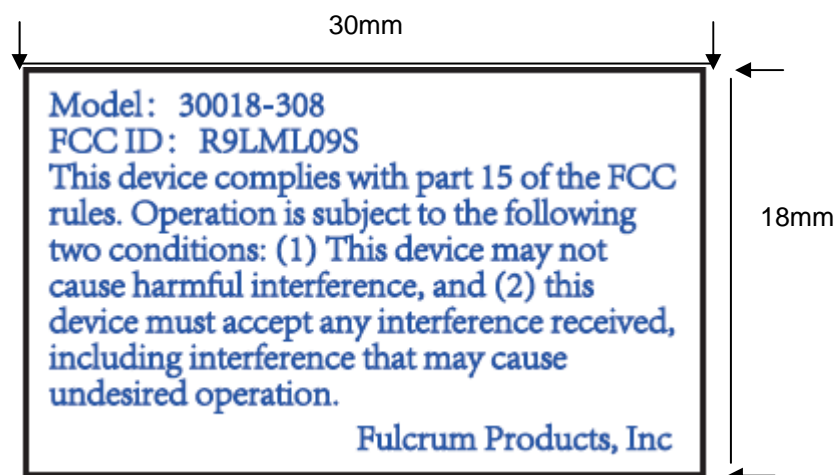 30mm
Model: 30018-308
FCC ID: R9LML09S
This device complies with part 15 of the FCC
rules. Operation is subject to the following
two conditions: (1) This device may not
cause harmful interference, and (2) this
device must accept any interference received,
including interference that may cause
undesired operation.
Fulcrum Products, Inc
18mm